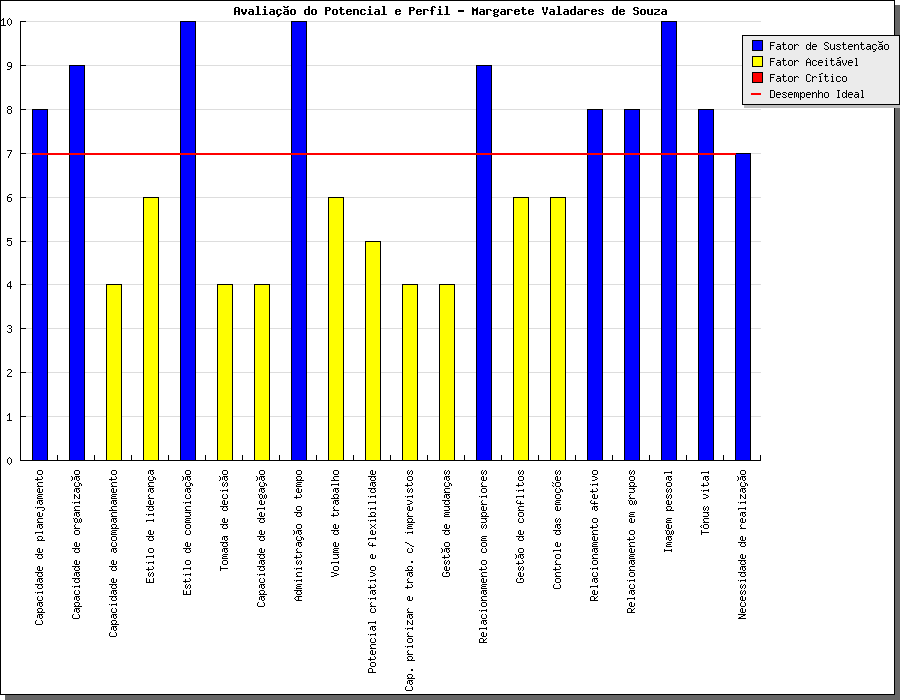 Avaliação do Potencial e Perfil - Margarete Valadares de Souza
Fator de Sustentação
Fator Aceitável
Fator Crítico
Desempenho Ideal
10
9
8
7
6
5
4
3
2
1
0
Capacidade de planejamento
Capacidade de organização
Capacidade de acompanhamento
Estilo de liderança
Estilo de comunicação
Tomada de decisão
Capacidade de delegação
Administração do tempo
Volume de trabalho
Potencial criativo e flexibilidade
Cap. priorizar e trab. c/ imprevistos
Gestão de mudanças
Relacionamento com superiores
Gestão de conflitos
Controle das emoções
Relacionamento afetivo
Relacionamento em grupos
Imagem pessoal
Tônus vital
Necessidade de realização